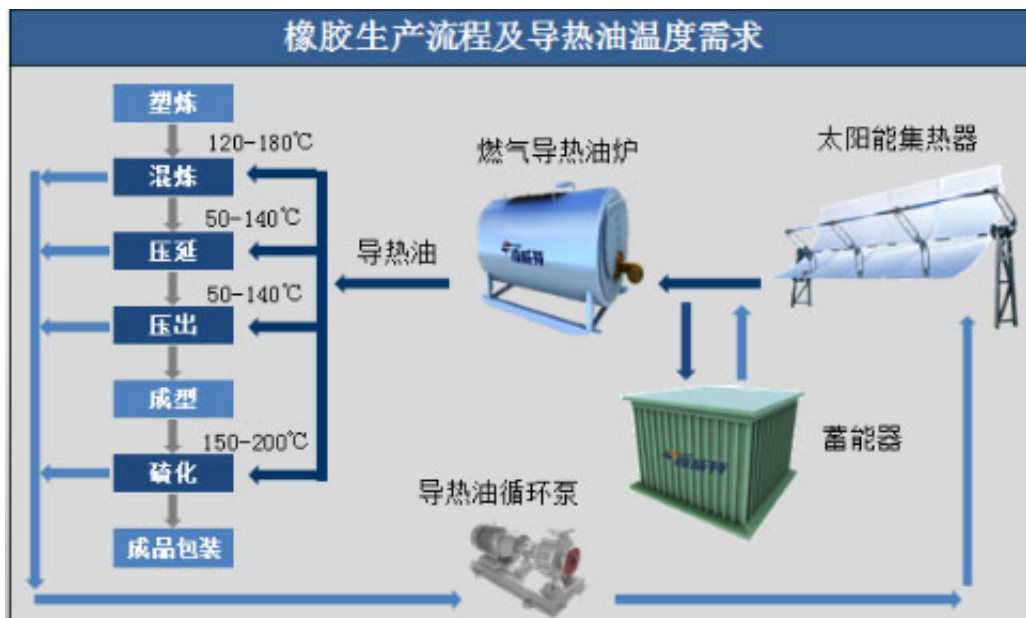 橡胶生产流程及导热油温度需求
塑炼
120-180℃
混炼
50-140℃
压延
50-140℃
压出
成型
150-200℃
硫化
成品包装
导热油
燃气导热油炉
太阳能集热器
蓄能器
导热油循环泵